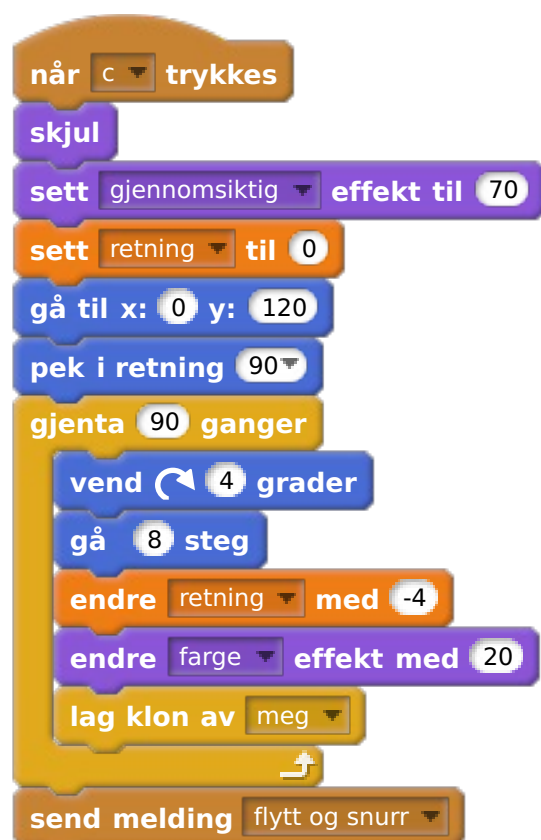 når c trykkes
skjul
sett gjennomsiktig effekt til 70
sett retning til 0
gå til x: 0 y: 120
pek i retning 90
gjenta 90 ganger
vend 4 grader
gå 8 steg
endre retning med -4
endre farge effekt med 20
lag klon av meg
send melding flytt og snurr